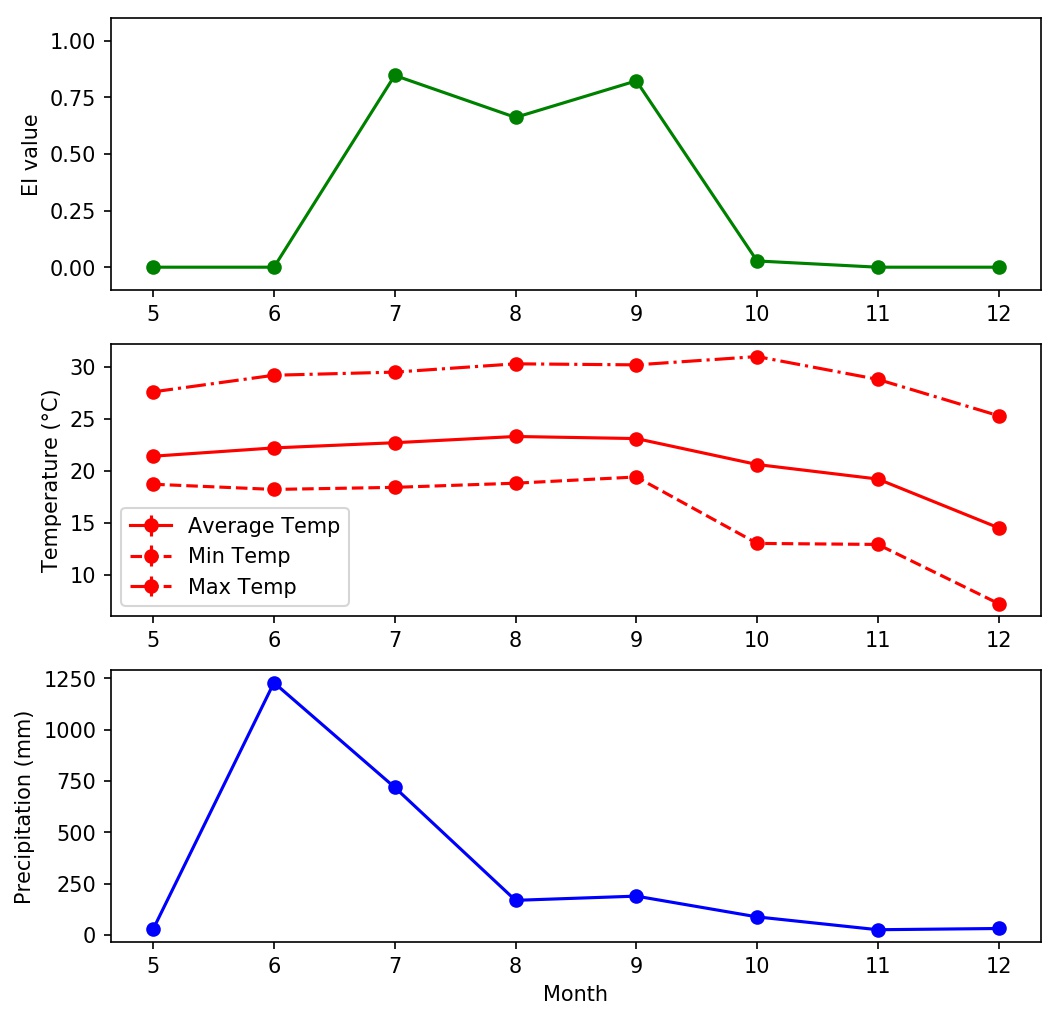 1.00
0.75
0.50
0.25
0.00
EI value
5 6 7 8 9 10 11 12
30
25
20
15
10
Temperature (°C)
Average Temp
Min Temp
Max Temp
5 6 7 8 9 10 11 12
1250
1000
750
500
250
0
Precipitation (mm)
5 6 7 8 9 10 11 12
Month